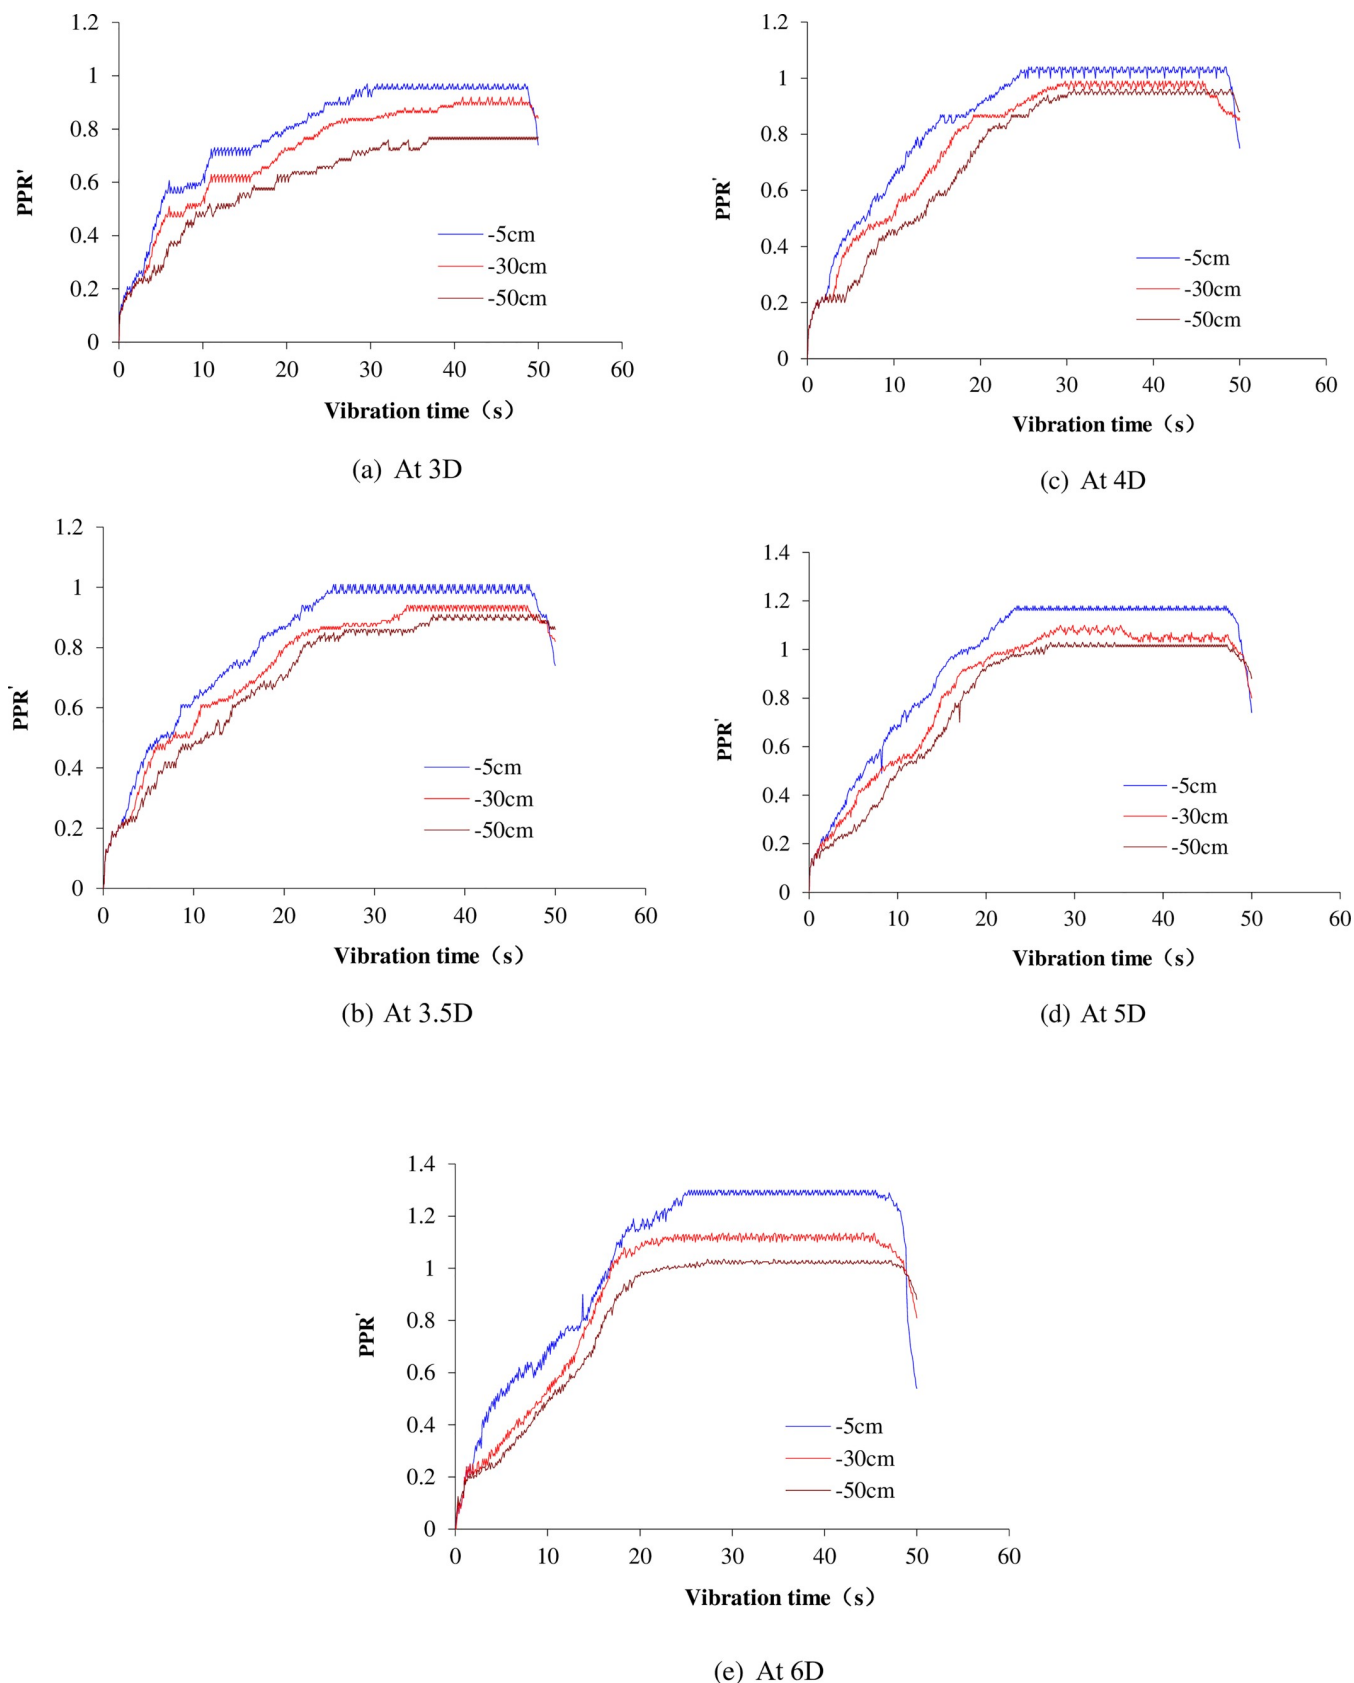 1.2
1
0.8
0.6
0.4
0.2
0
PPR'
-5cm
-30cm
-50cm
0 10 20 30 40 50 60
Vibration time（s）
(a) At 3D
1.2
1
0.8
0.6
0.4
0.2
0
PPR'
-5cm
-30cm
-50cm
0 10 20 30 40 50 60
Vibration time（s）
(c) At 4D
1.2
1
0.8
0.6
0.4
0.2
0
PPR'
-5cm
-30cm
-50cm
0 10 20 30 40 50 60
Vibration time（s）
(b) At 3.5D
1.4
1.2
1
0.8
0.6
0.4
0.2
0
PPR'
-5cm
-30cm
-50cm
0 10 20 30 40 50 60
Vibration time（s）
(d) At 5D
1.4
1.2
1
0.8
0.6
0.4
0.2
0
PPR'
-5cm
-30cm
-50cm
0 10 20 30 40 50 60
Vibration time（s）
(e) At 6D